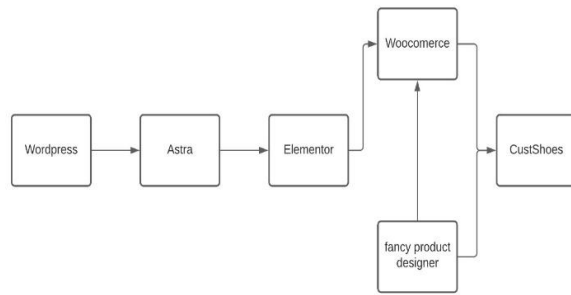 Woocomerce
Wordpress
Astra
Elementor
CustShoes
fancy product
designer